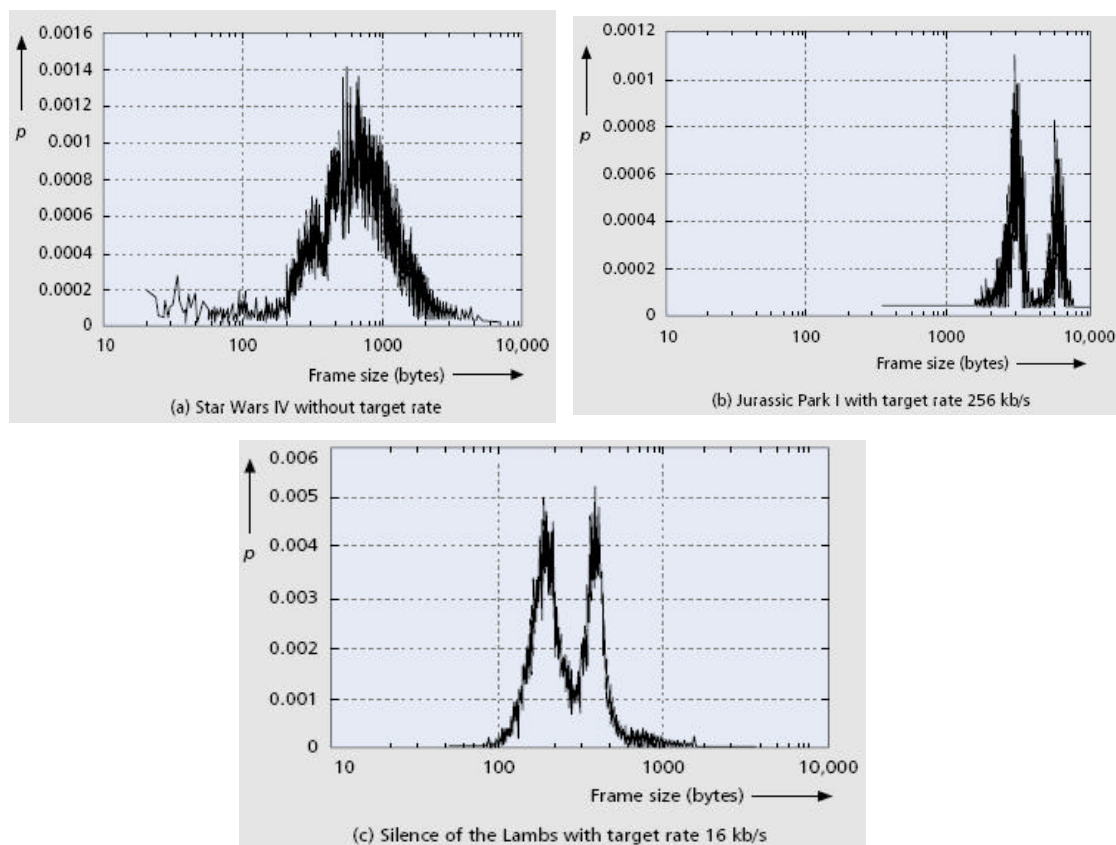 0.0016
0.0014
0.0012
p
0.001
0.0008
0.0006
0.0004
0.0002
0
10 100 1000 10,000
Frame size (bytes)
(a) Star Wars IV without target rate
0.0012
0.001
p
0.0008
0.0006
0.0004
0.0002
0
10 100 1000 10,000
Frame size (bytes)
(b) Jurassic Park I with target rate 256 kb/s
0.006
0.005
p
0.004
0.003
0.002
0.001
0
10 100 1000 10,000
Frame size (bytes)
(c) Silence of the Lambs with target rate 16 kb/s